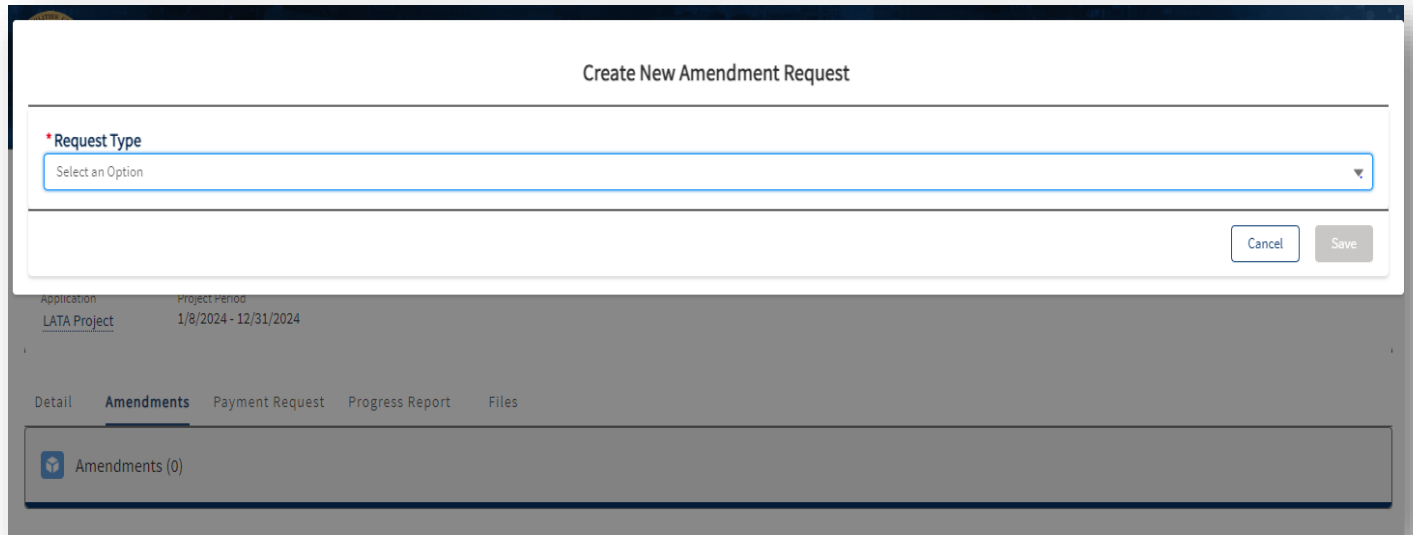 Create New Amendment Request
*Request Type
Select an Option
Cancel Save
Application Project Period
LATA Project 1/8/2024 - 12/31/2024
Detail Amendments Payment Request Progress Report Files
Amendments (0)